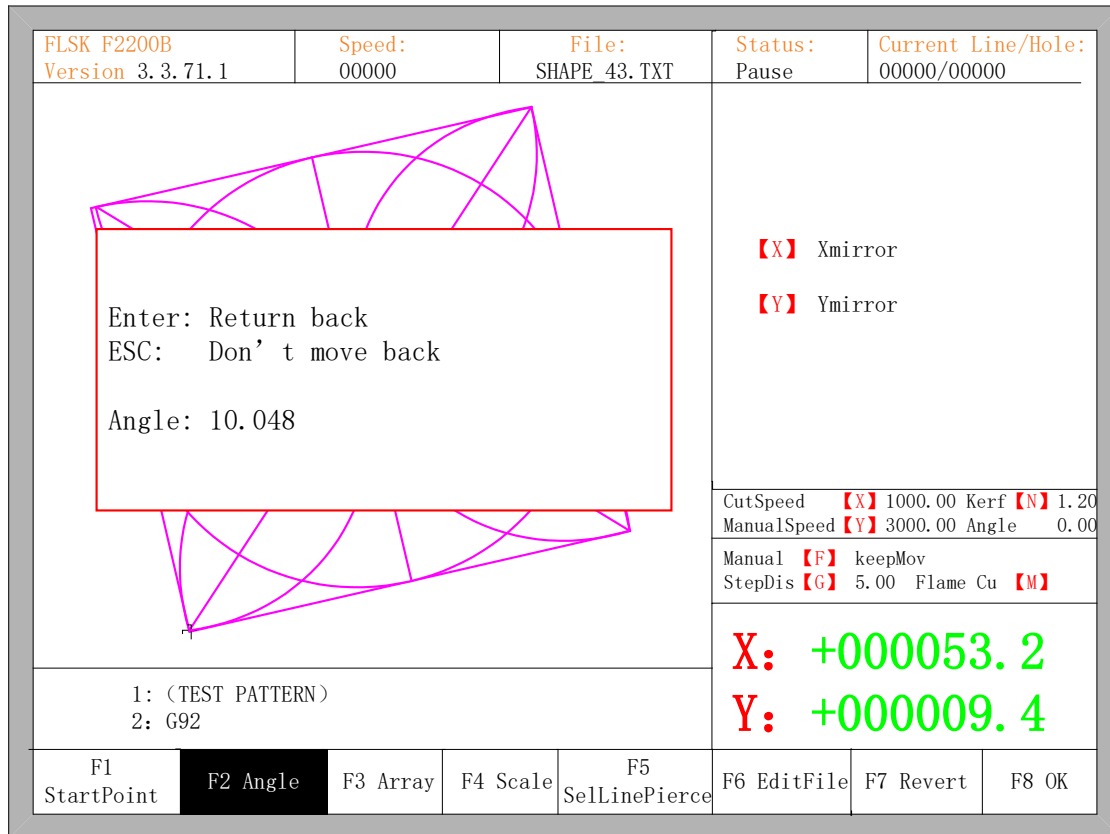 FLSK F2200B
Version 3.3.71.1
Speed:
00000
File:
SHAPE_43.TXT
Status:
Pause
Current Line/Hole:
00000/00000
【X】 Xmirror
【Y】 Ymirror
Enter: Return back
ESC: Don’t move back
Angle: 10.048
CutSpeed 【X】 1000.00 Kerf 【N】 1.20
ManualSpeed 【Y】 3000.00 Angle 0.00
Manual 【F】 keepMov
StepDis 【G】 5.00 Flame Cu 【M】
X: +000053.2
Y: +000009.4
1: (TEST PATTERN)
2: G92
F1
StartPoint
F2 Angle
F3 Array
F4 Scale
F5
SelLinePierce
F6 EditFile
F7 Revert
F8 OK